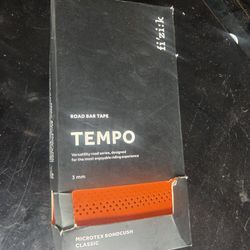 fi'zi:k
ROAD BAR TAPE
TEMPO
Versatility road series, designed
for the most enjoyable riding experience
3 mm
MICROTEX BONDCUSH
CLASSIC